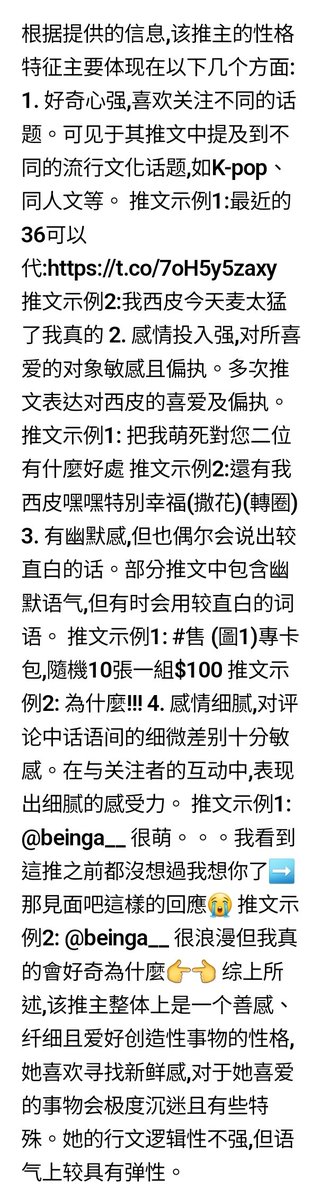 根据提供的信息,该推主的性格
特征主要体现在以下几个方面:
1. 好奇心强,喜欢关注不同的话
题。可见于其推文中提及到不
同的流行文化话题,如K-pop、
同人文等。 推文示例1:最近的
36可以
代:https://t.co/7oH5y5zaxy
推文示例2:我西皮今天麦太猛
了我真的 2. 感情投入强,对所喜
爱的对象敏感且偏执。多次推
文表达对西皮的喜爱及偏执。
推文示例1: 把我萌死對您二位
有什麼好處 推文示例2:還有我
西皮嘿嘿特別幸福(撒花)(轉圈)
3. 有幽默感,但也偶尔会说出较
直白的话。部分推文中包含幽
默语气,但有时会用较直白的词
语。 推文示例1: #售 (圖1)專卡
包,隨機10張一組$100 推文示
例2: 為什麼!!! 4. 感情细腻,对评
论中话语间的细微差别十分敏
感。在与关注者的互动中,表现
出细腻的感受力。 推文示例1:
@beinga__ 很萌。。。我看到
這推之前都沒想過我想你了➡️
那見面吧這樣的回應😭 推文示
例2: @beinga__ 很浪漫但我真
的會好奇為什麼👉👈 综上所
述,该推主整体上是一个善感、
纤细且爱好创造性事物的性格,
她喜欢寻找新鲜感,对于她喜爱
的事物会极度沉迷且有些特
殊。她的行文逻辑性不强,但语
气上较具有弹性。